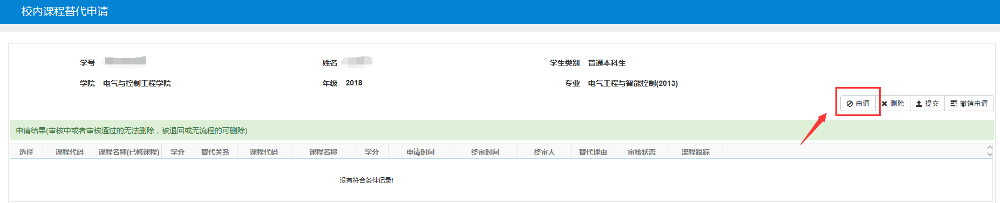 校内课程替代申请
学号 姓名 学生类别 普通本科生
学院 电气与控制工程学院 年级 2018 专业 电气工程与智能控制(2013)
申请 删除 提交 撤销申请
申请结果(审核中或者审核通过的无法删除，被退回或无流程的可删除)
选择 课程代码 课程名称(已修课程) 学分 替代关系 课程代码 课程名称 学分 申请时间 终审时间 终审人 替代理由 审核状态 流程跟踪
没有符合条件记录!